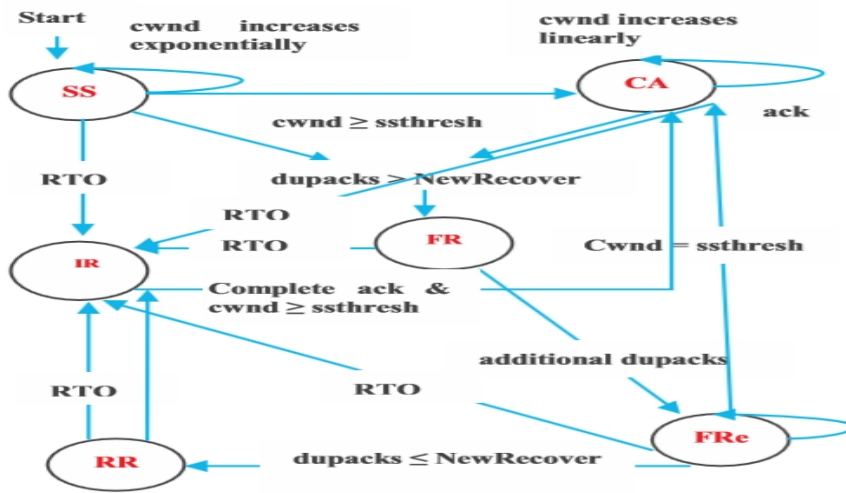 Start
cwnd increases
exponentially
cwnd increases
linearly
SS
CA
ack
cwnd ≥ ssthresh
RTO
dupacks > NewRecover
RTO
RTO
FR
Cwnd = ssthresh
IR
Complete ack &
cwnd ≥ ssthresh
additional dupacks
RTO
RTO
FRe
RR
dupacks ≤ NewRecover